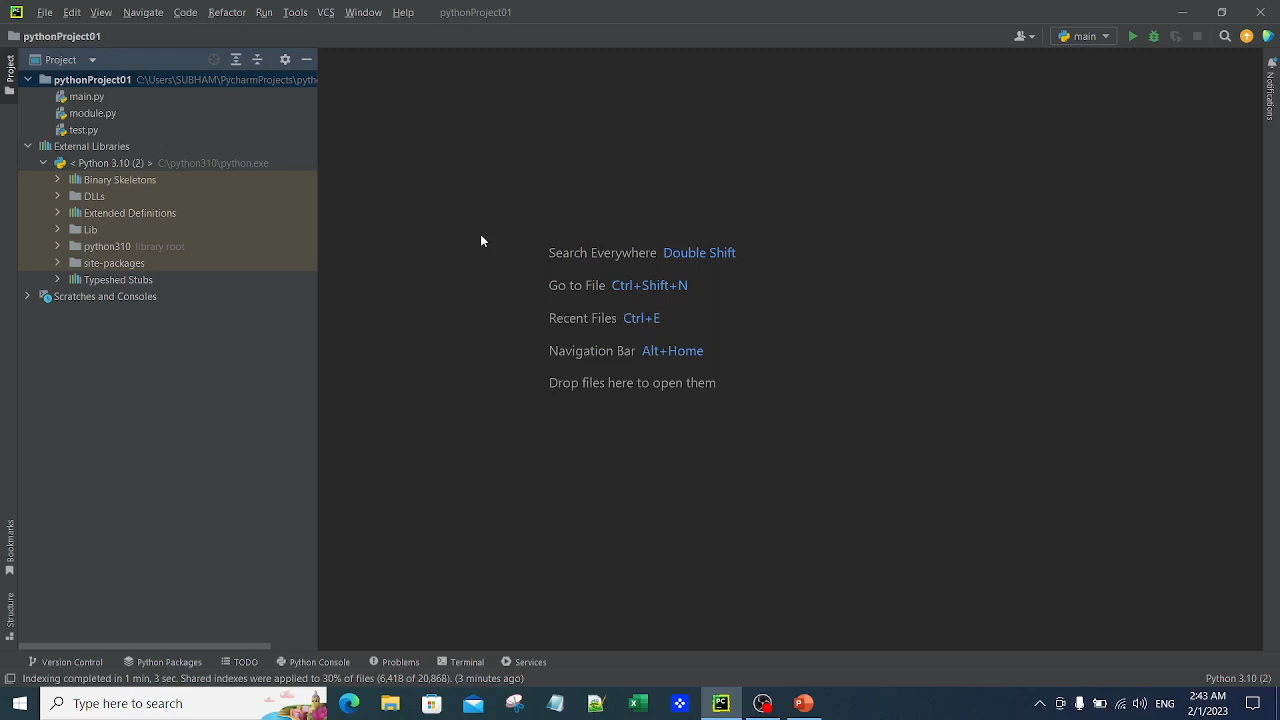 File Edit View Navigate Code Refactor Run Tools VCS Window Help pythonProject01
pythonProject01 main
Project
Project
pythonProject01 C:\Users\SUBHAM\PycharmProjects\pyth
main.py
module.py
test.py
External Libraries
< Python 3.10 (2) > C:\python310\python.exe
Binary Skeletons
DLLs
Extended Definitions
Lib
python310 library root
site-packages
Typeshed Stubs
Scratches and Consoles
Search Everywhere Double Shift
Go to File Ctrl+Shift+N
Recent Files Ctrl+E
Navigation Bar Alt+Home
Drop files here to open them
Notifications
Bookmarks
Structure
Version Control Python Packages TODO Python Console Problems Terminal Services
Indexing completed in 1 min, 3 sec. Shared indexes were applied to 30% of files (6,418 of 20,868). (3 minutes ago) Python 3.10 (2)
Type here to search
ENG
2:43 AM
2/1/2023